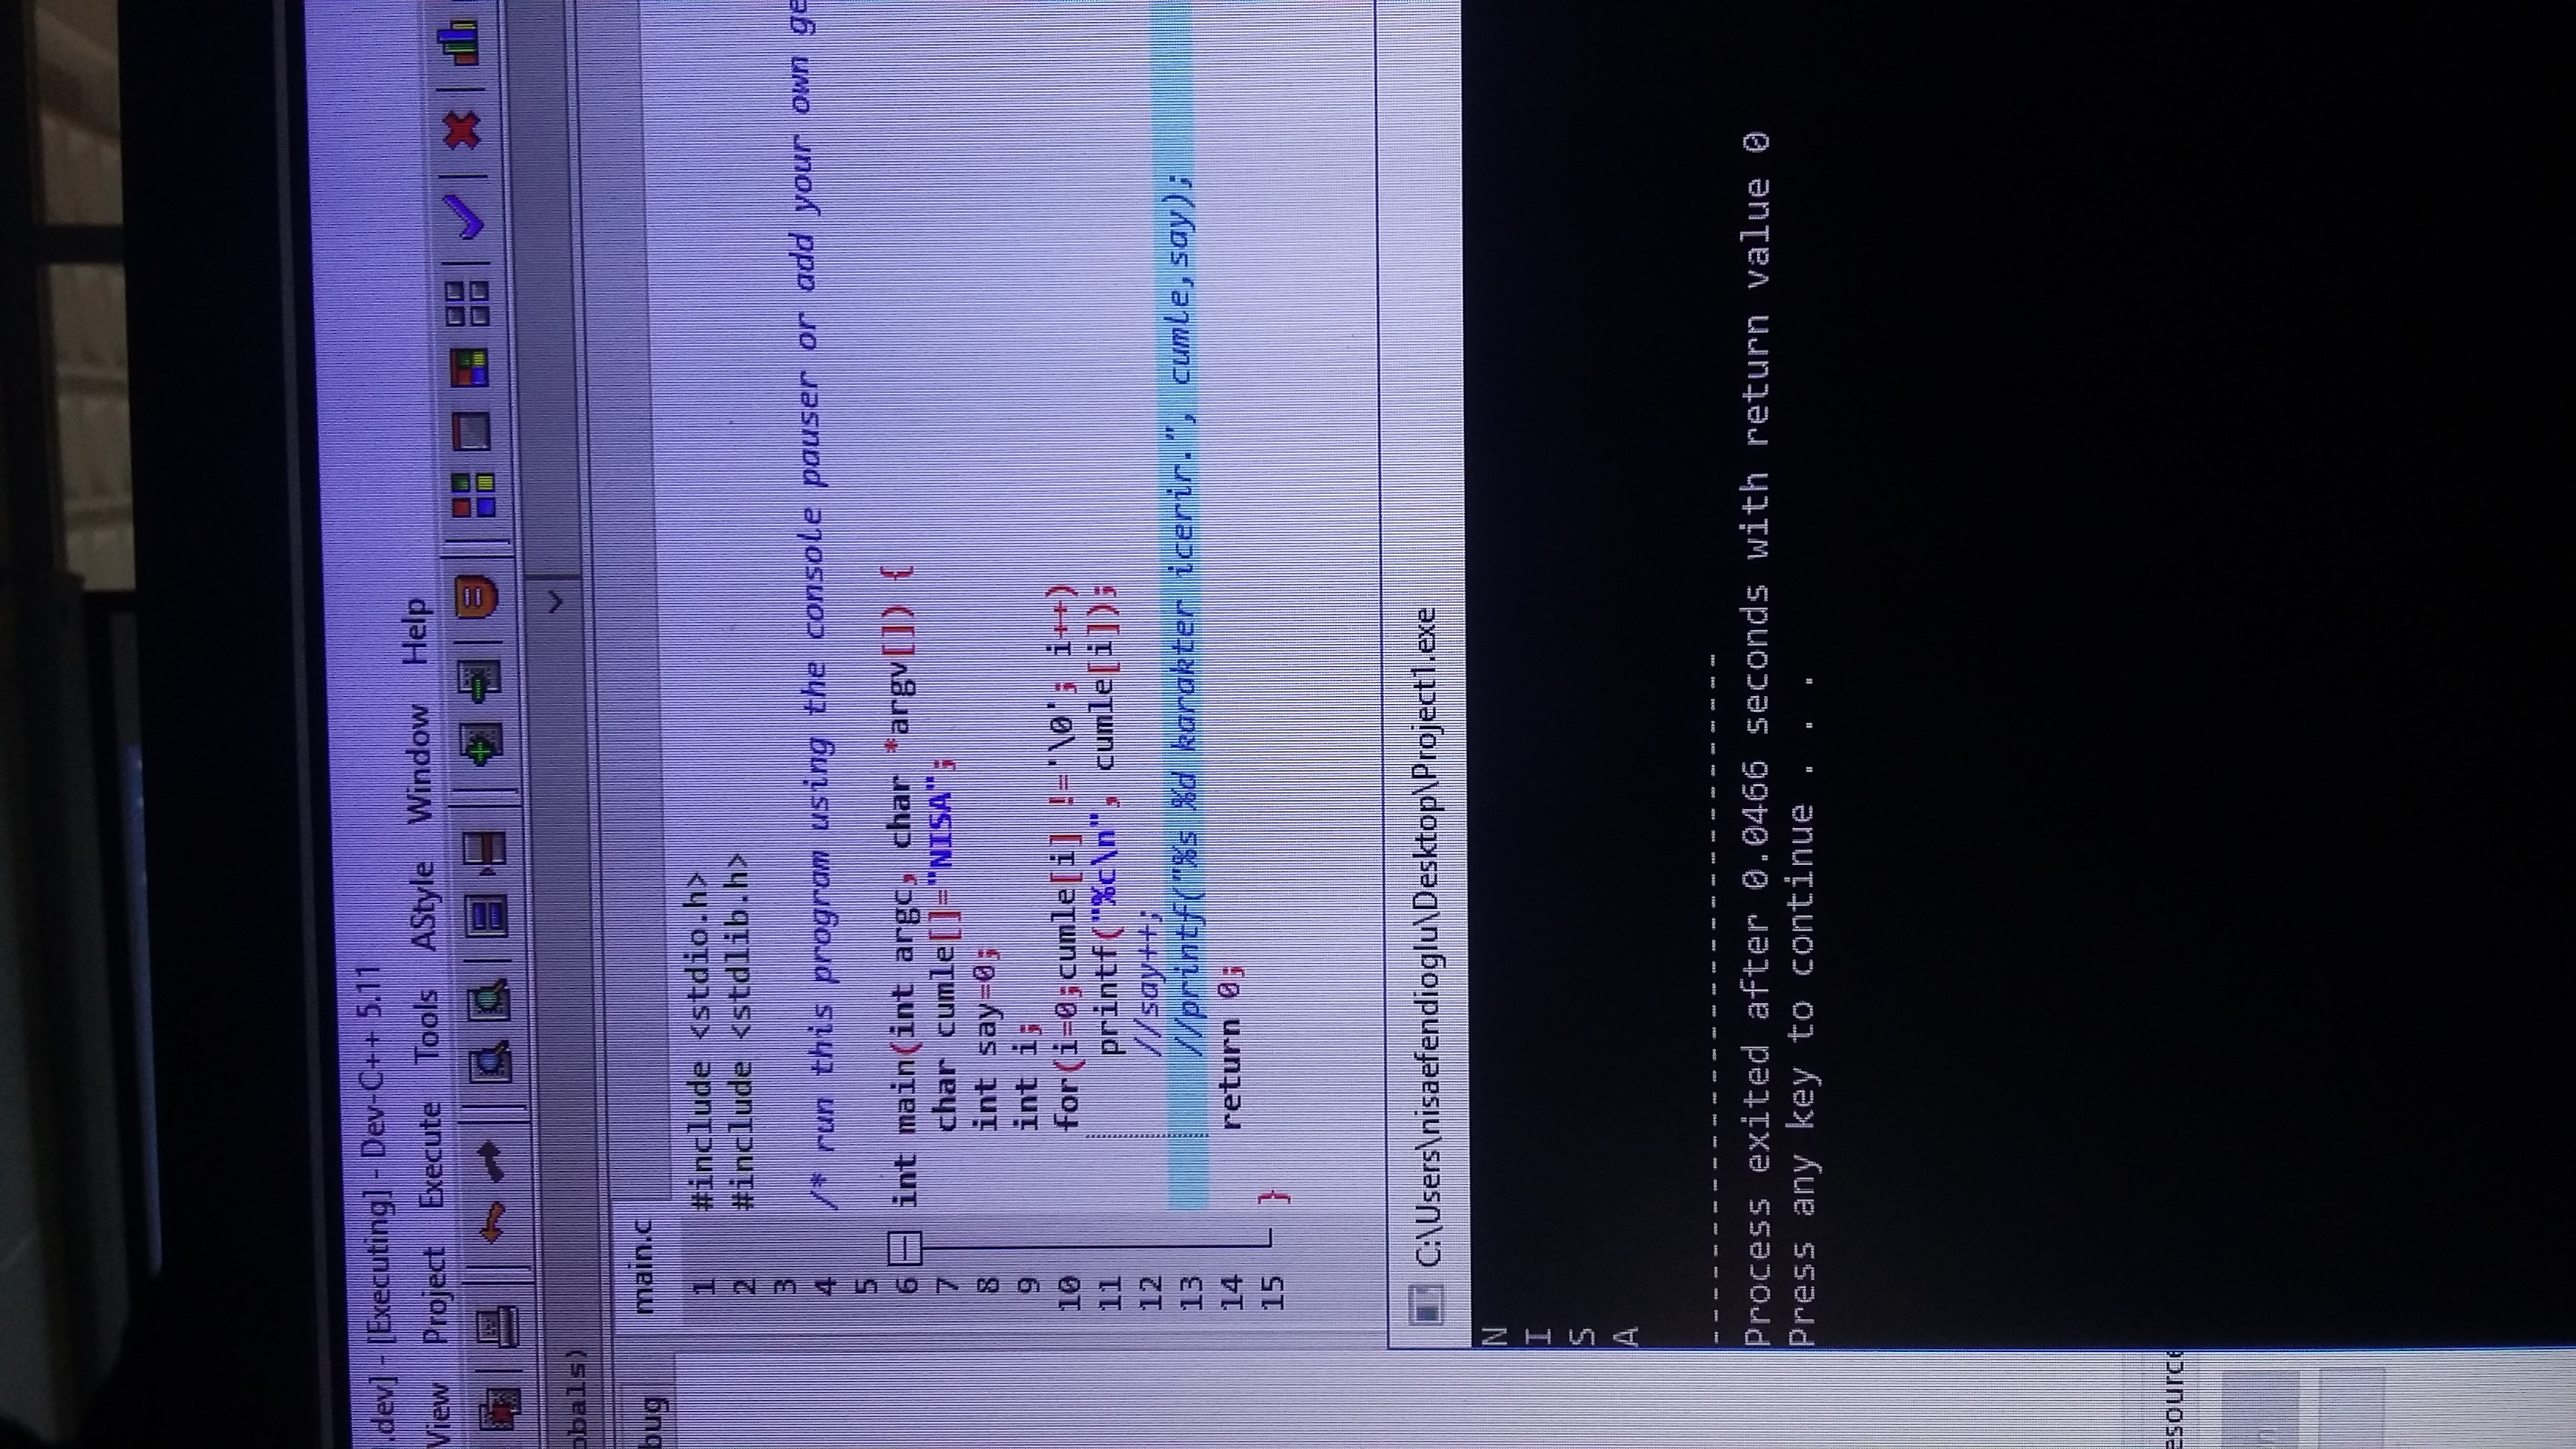 .dev] - [Executing] - Dev-C++ 5.11
View Project Execute Tools AStyle Window Help
obals)
bug main.c
1 #include <stdio.h>
2 #include <stdlib.h>
3
4 /* run this program using the console pauser or add your own ge
5
6 int main(int argc, char *argv[]) {
7 char cumle[]="NISA";
8 int say=0;
9 int i;
10 for(i=0;cumle[i] !='\0'; i++)
11 printf("%c\n", cumle[i]);
12 //say++;
13 //printf("%s %d karakter icerir.", cumle,say);
14 return 0;
15 }
C:\Users\nisaefendioglu\Desktop\Project1.exe
N
I
S
A
--------------------------------
Process exited after 0.0466 seconds with return value 0
Press any key to continue . . .
esource